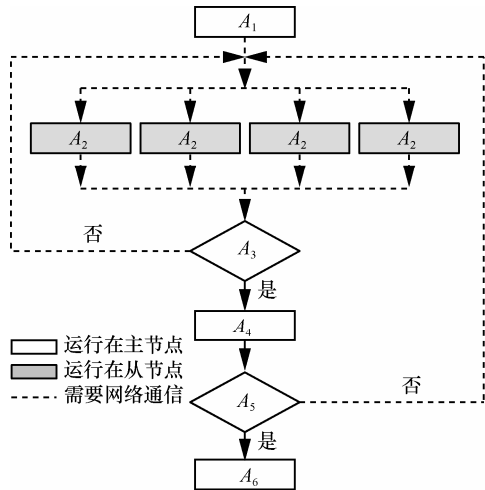 A₁
A₂ A₂ A₂ A₂
否
A₃
是
A₄
运行在主节点
运行在从节点
需要网络通信
A₅
否
是
A₆